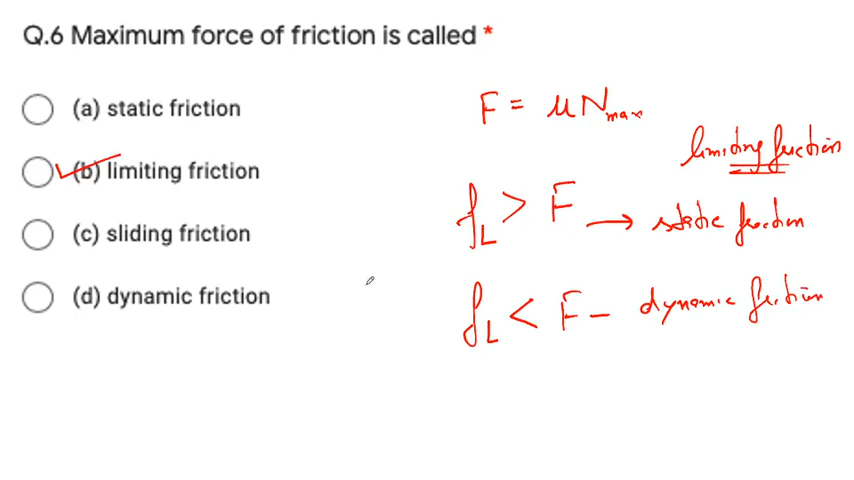 Q.6 Maximum force of friction is called *
(a) static friction
(b) limiting friction
(c) sliding friction
(d) dynamic friction
F = μN max
limiting friction
fL > F → static friction
fL < F – dynamic friction